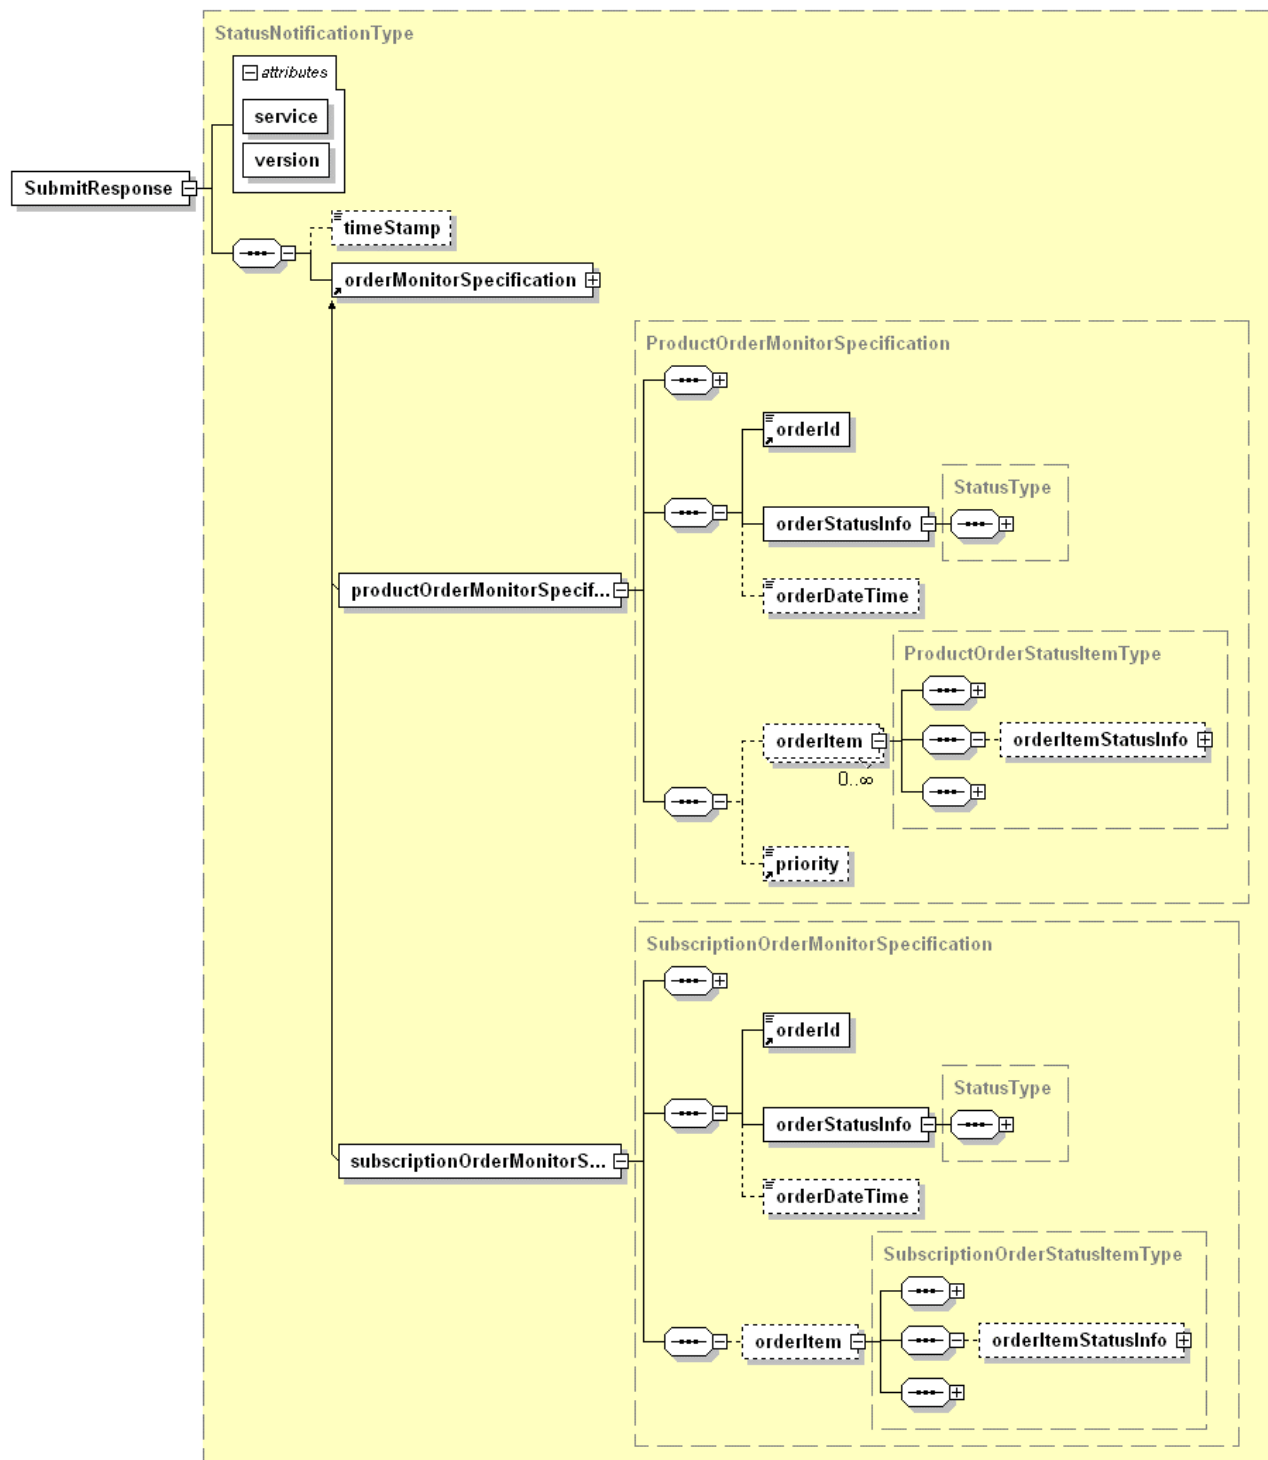 StatusNotificationType
attributes
service
version
SubmitResponse
timeStamp
orderMonitorSpecification
ProductOrderMonitorSpecification
orderId
StatusType
orderStatusInfo
productOrderMonitorSpecif...
orderDateTime
ProductOrderStatusItemType
orderItem
orderItemStatusInfo
0..∞
priority
SubscriptionOrderMonitorSpecification
orderId
StatusType
orderStatusInfo
subscriptionOrderMonitorS...
orderDateTime
SubscriptionOrderStatusItemType
orderItem
orderItemStatusInfo